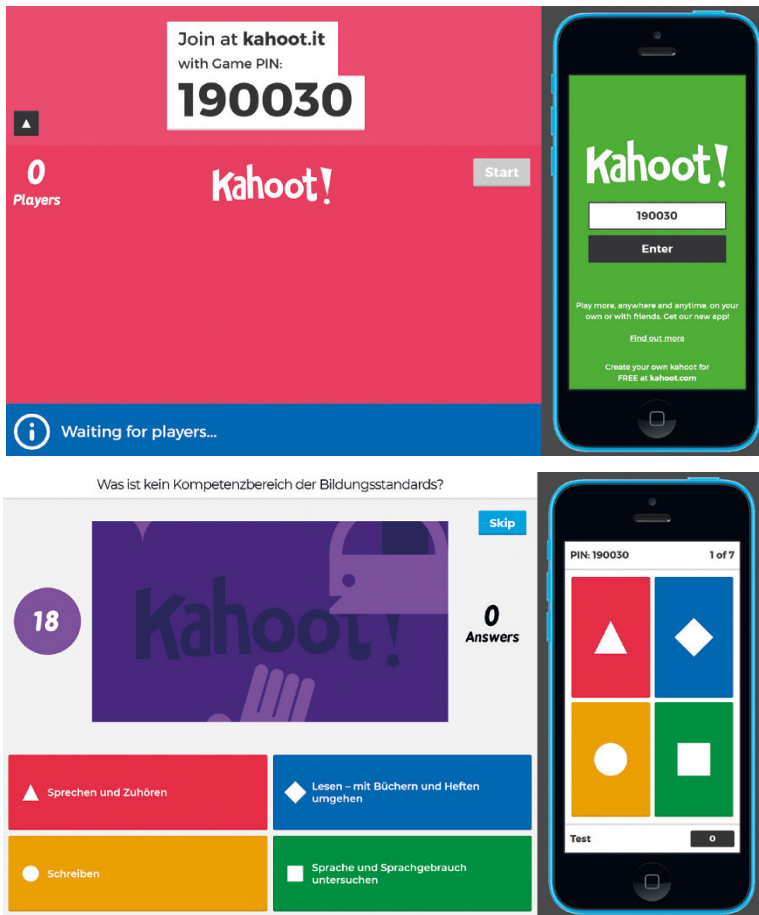 Join at kahoot.it
with Game PIN:
190030
0
Players
Kahoot!
Start
Waiting for players...
Kahoot!
190030
Enter
Play more, anywhere and anytime, on your
own or with friends. Get our new app!
Find out more
Create your own kahoot for
FREE at kahoot.com
Was ist kein Kompetenzbereich der Bildungsstandards?
Skip
18
Kahoot!
0
Answers
Sprechen und Zuhören
Lesen – mit Büchern und Heften
umgehen
Schreiben
Sprache und Sprachgebrauch
untersuchen
PIN: 190030
1 of 7
Test
0